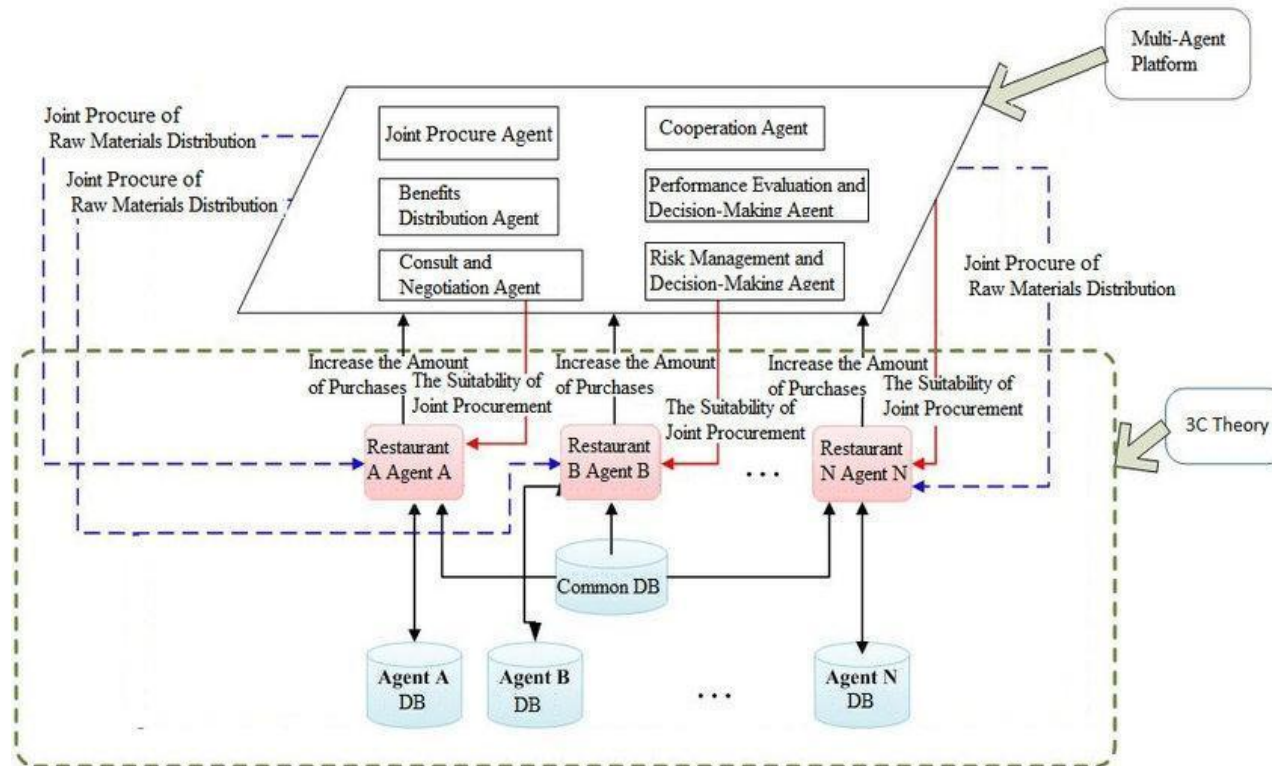 Multi-Agent
Platform
Joint Procure of
Raw Materials Distribution
Joint Procure of
Raw Materials Distribution
Joint Procure Agent
Cooperation Agent
Benefits
Distribution Agent
Performance Evaluation and
Decision-Making Agent
Consult and
Negotiation Agent
Risk Management and
Decision-Making Agent
Joint Procure of
Raw Materials Distribution
Increase the Amount
of Purchases
The Suitability of
Joint Procurement
Increase the Amount
of Purchases
The Suitability of
Joint Procurement
Increase the Amount
of Purchases
The Suitability of
Joint Procurement
3C Theory
Restaurant
A Agent A
Restaurant
B Agent B
...
Restaurant
N Agent N
Common DB
Agent A
DB
Agent B
DB
...
Agent N
DB